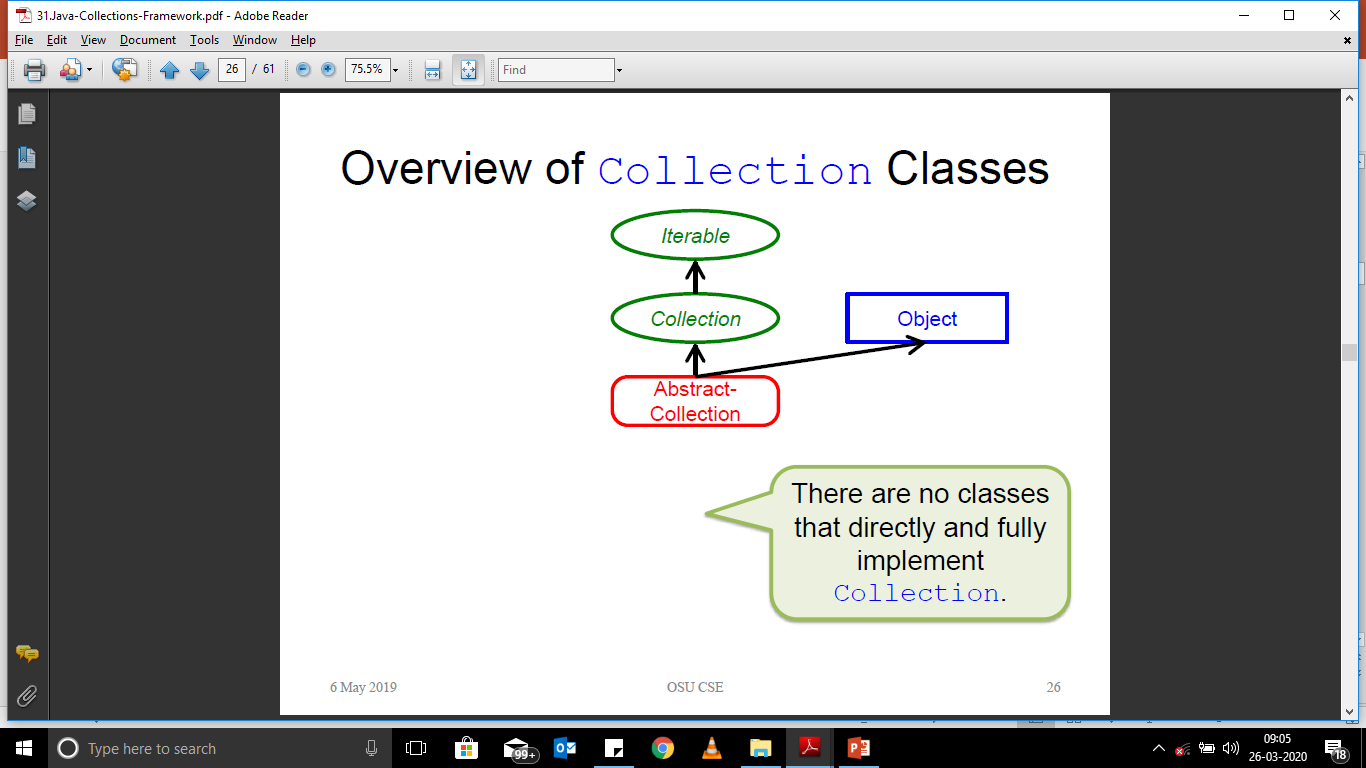 31.Java-Collections-Framework.pdf - Adobe Reader
File Edit View Document Tools Window Help
26 / 61 75.5% Find
Overview of Collection Classes
Iterable
Collection
Object
Abstract-
Collection
There are no classes
that directly and fully
implement
Collection.
6 May 2019 OSU CSE 26
Type here to search
99+
09:05
26-03-2020
18